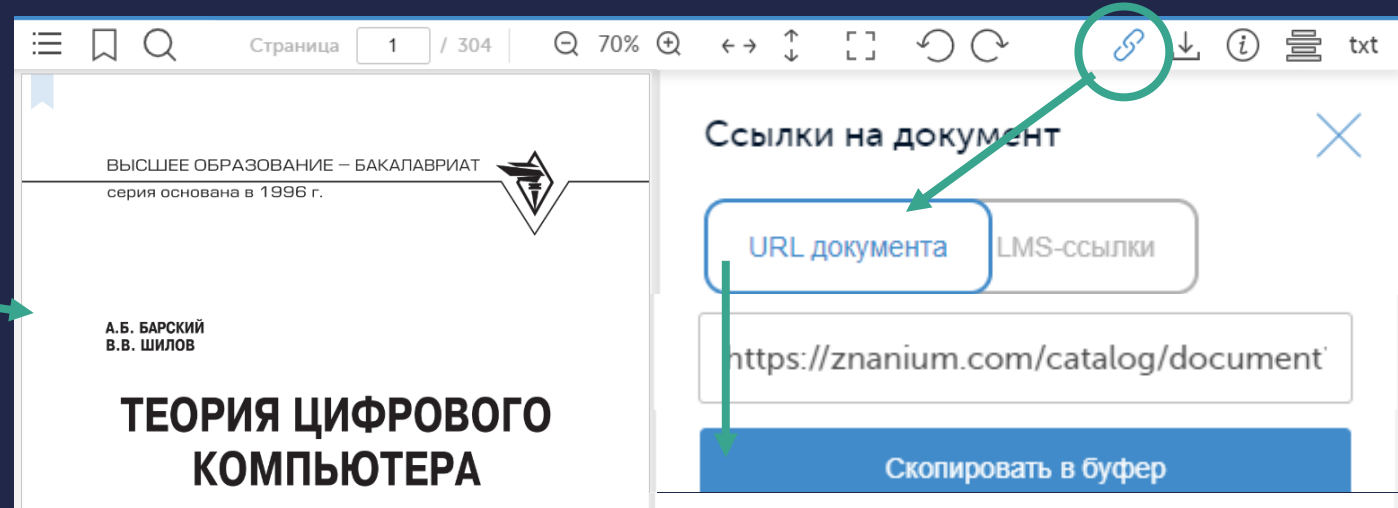 Страница 1 / 304 70% txt
ВЫСШЕЕ ОБРАЗОВАНИЕ – БАКАЛАВРИАТ
серия основана в 1996 г.
А.Б. БАРСКИЙ
В.В. ШИЛОВ
ТЕОРИЯ ЦИФРОВОГО
КОМПЬЮТЕРА
Ссылки на документ
URL документа LMS-ссылки
https://znanium.com/catalog/document
Скопировать в буфер